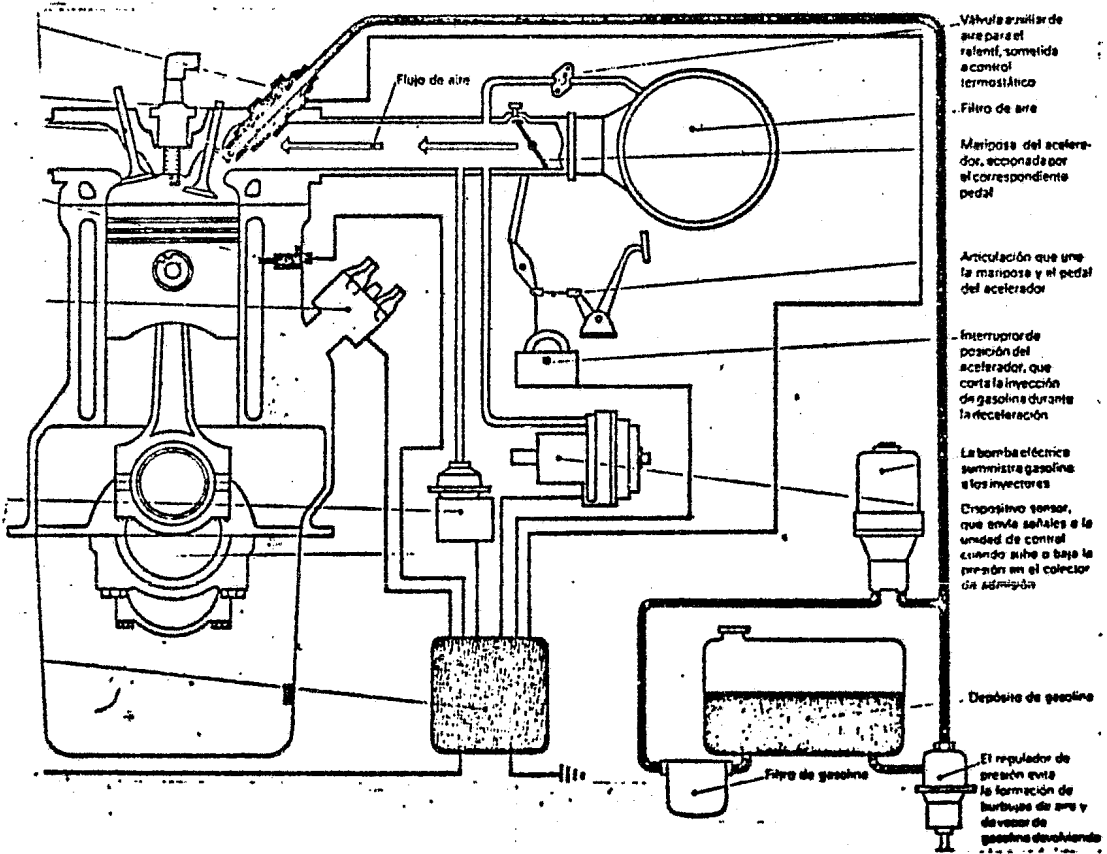 Válvula auxiliar de
aire para el
ralentí, sometida
a control
termostático
Flujo de aire
Filtro de aire
Mariposa del acelera-
dor, accionada por
el correspondiente
pedal
Articulación que une
la mariposa y el pedal
del acelerador
Interruptor de
posición del
acelerador, que
corta la inyección
de gasolina durante
la deceleración
La bomba eléctrica
suministra gasolina
a los inyectores
Dispositivo sensor,
que envía señales a la
unidad de control
cuando sube o baja la
presión en el colector
de admisión
Depósito de gasolina
Filtro de gasolina
El regulador de
presión evita
la formación de
burbujas de aire y
de vapor de
gasolina devolviendo